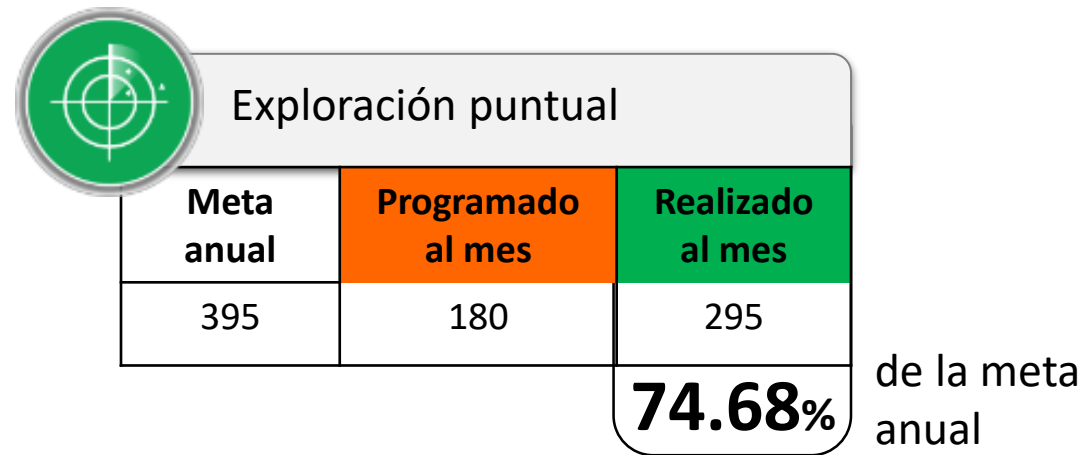 Exploración puntual
Meta anual
Programado al mes
Realizado al mes
395 180 295
74.68%
de la meta
anual